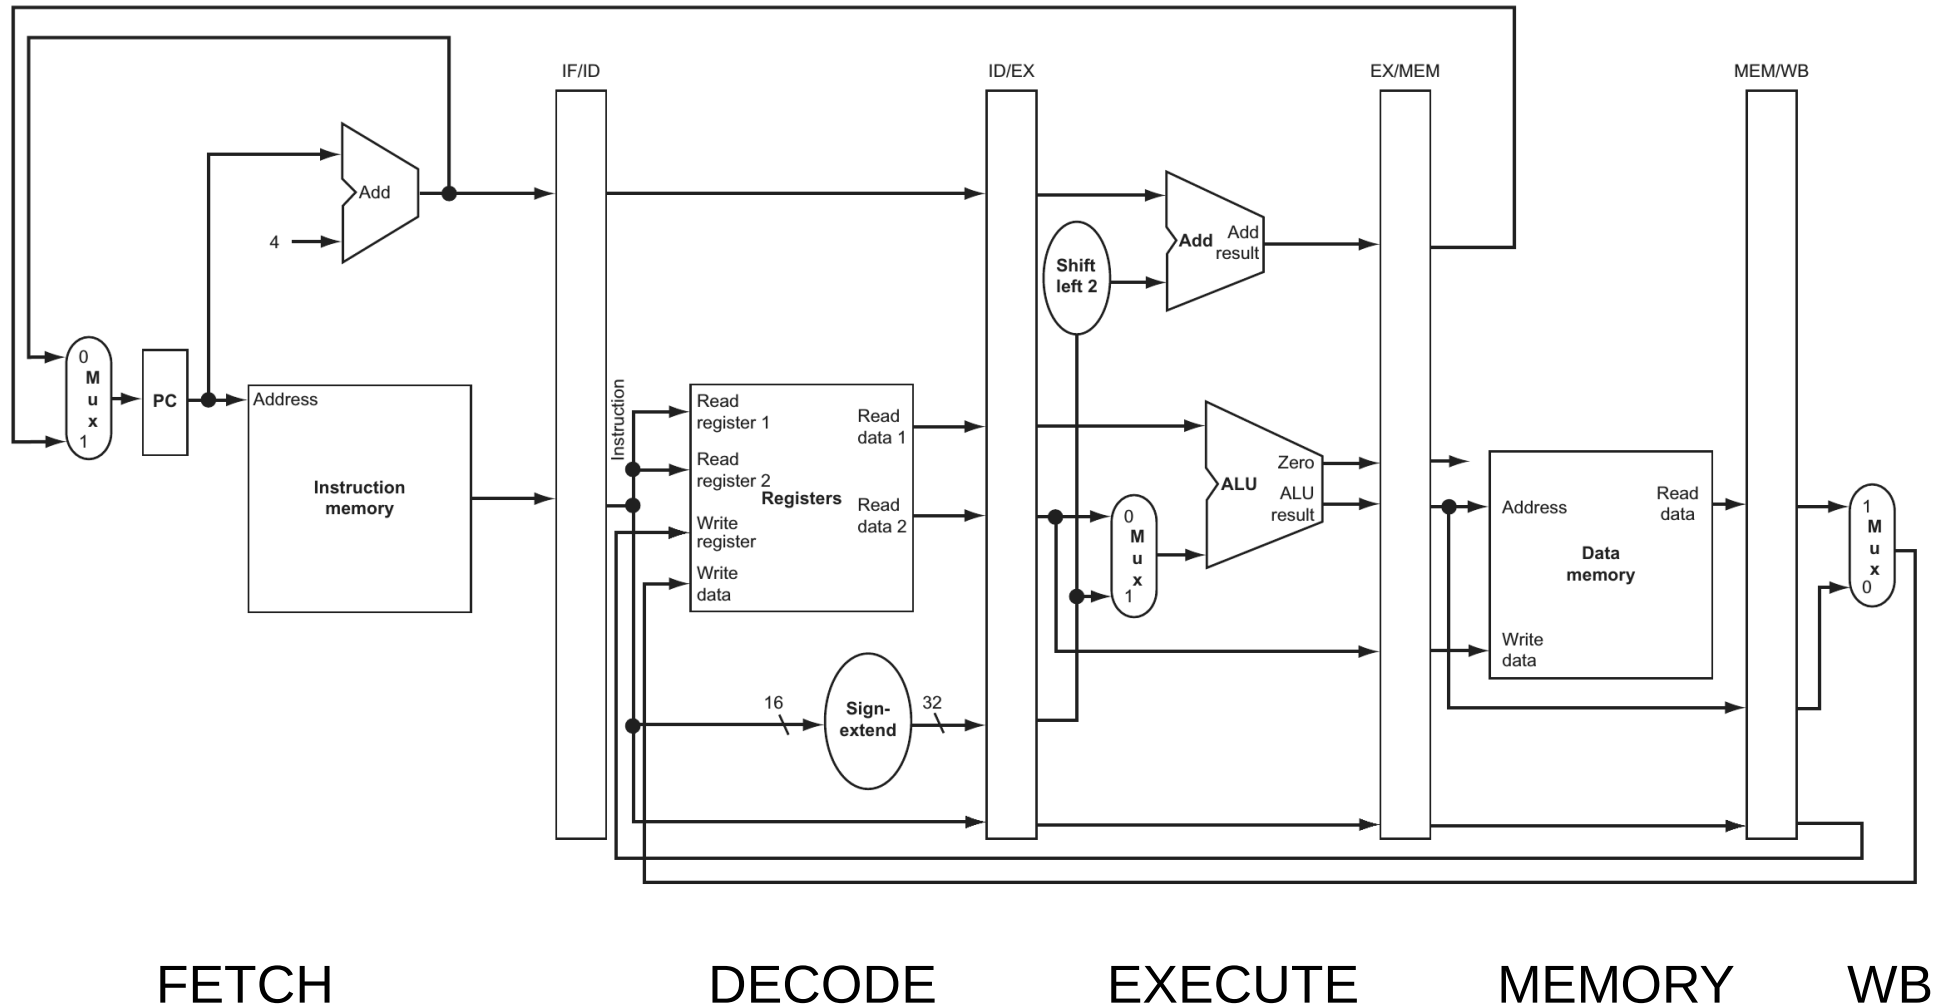 IF/ID
ID/EX
EX/MEM
MEM/WB
Add
4
0
M
u
x
1
PC
Address
Instruction
memory
Instruction
Read
register 1
Read
register 2
Write
register
Write
data
Registers
Read
data 1
Read
data 2
16
Sign-
extend
32
Shift
left 2
Add
Add
result
0
M
u
x
1
ALU
Zero
ALU
result
Address
Read
data
Data
memory
Write
data
1
M
u
x
0
FETCH
DECODE
EXECUTE
MEMORY
WB